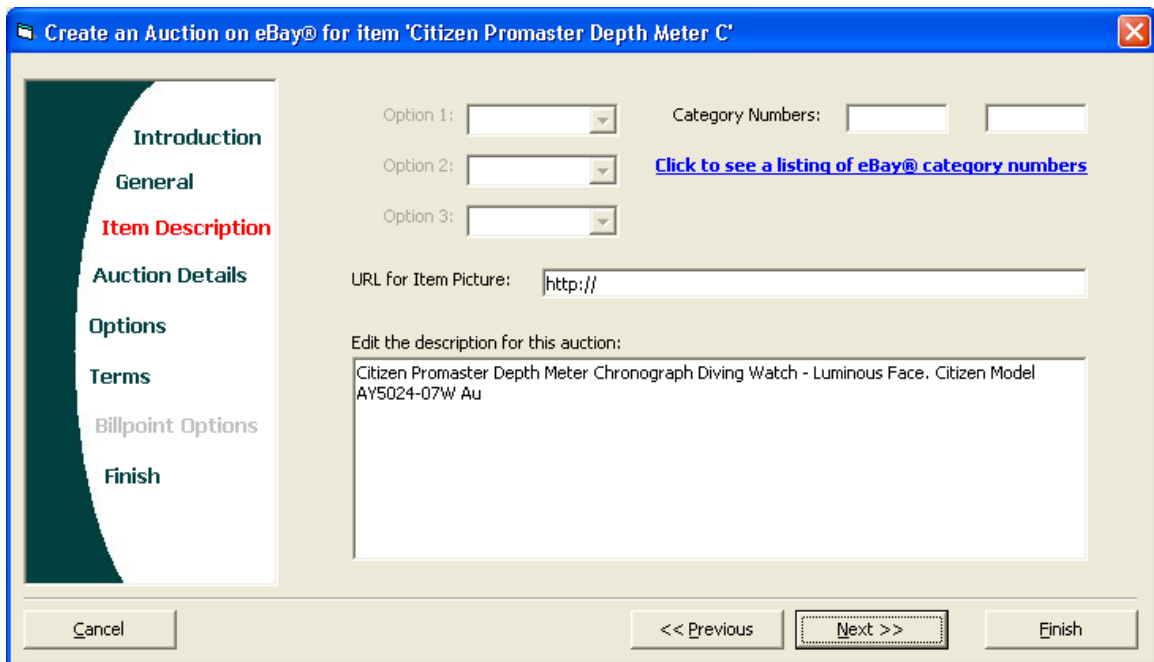 Create an Auction on eBay® for item 'Citizen Promaster Depth Meter C'
Introduction
General
Item Description
Auction Details
Options
Terms
Billpoint Options
Finish
Option 1:
Category Numbers:
Option 2:
Click to see a listing of eBay® category numbers
Option 3:
URL for Item Picture:
http://
Edit the description for this auction:
Citizen Promaster Depth Meter Chronograph Diving Watch - Luminous Face. Citizen Model
AY5024-07W Au
Cancel
<< Previous
Next >>
Finish